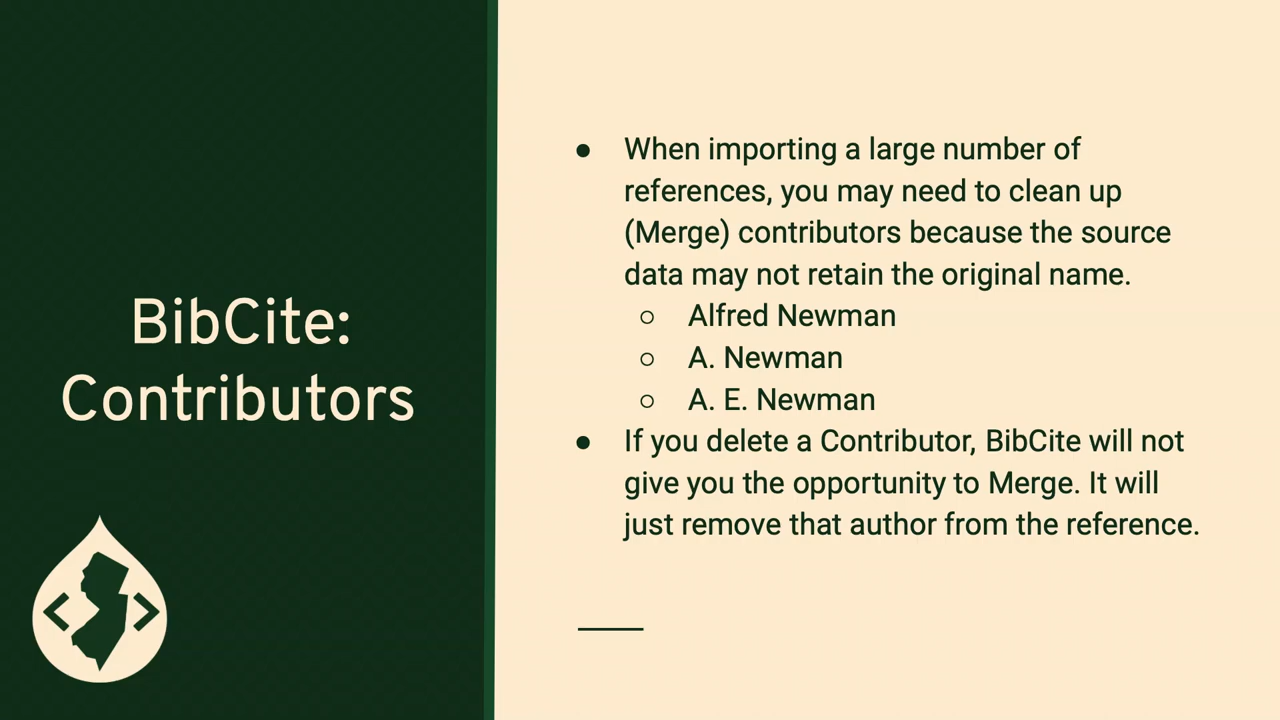 BibCite:
Contributors
● When importing a large number of
references, you may need to clean up
(Merge) contributors because the source
data may not retain the original name.
○ Alfred Newman
○ A. Newman
○ A. E. Newman
● If you delete a Contributor, BibCite will not
give you the opportunity to Merge. It will
just remove that author from the reference.